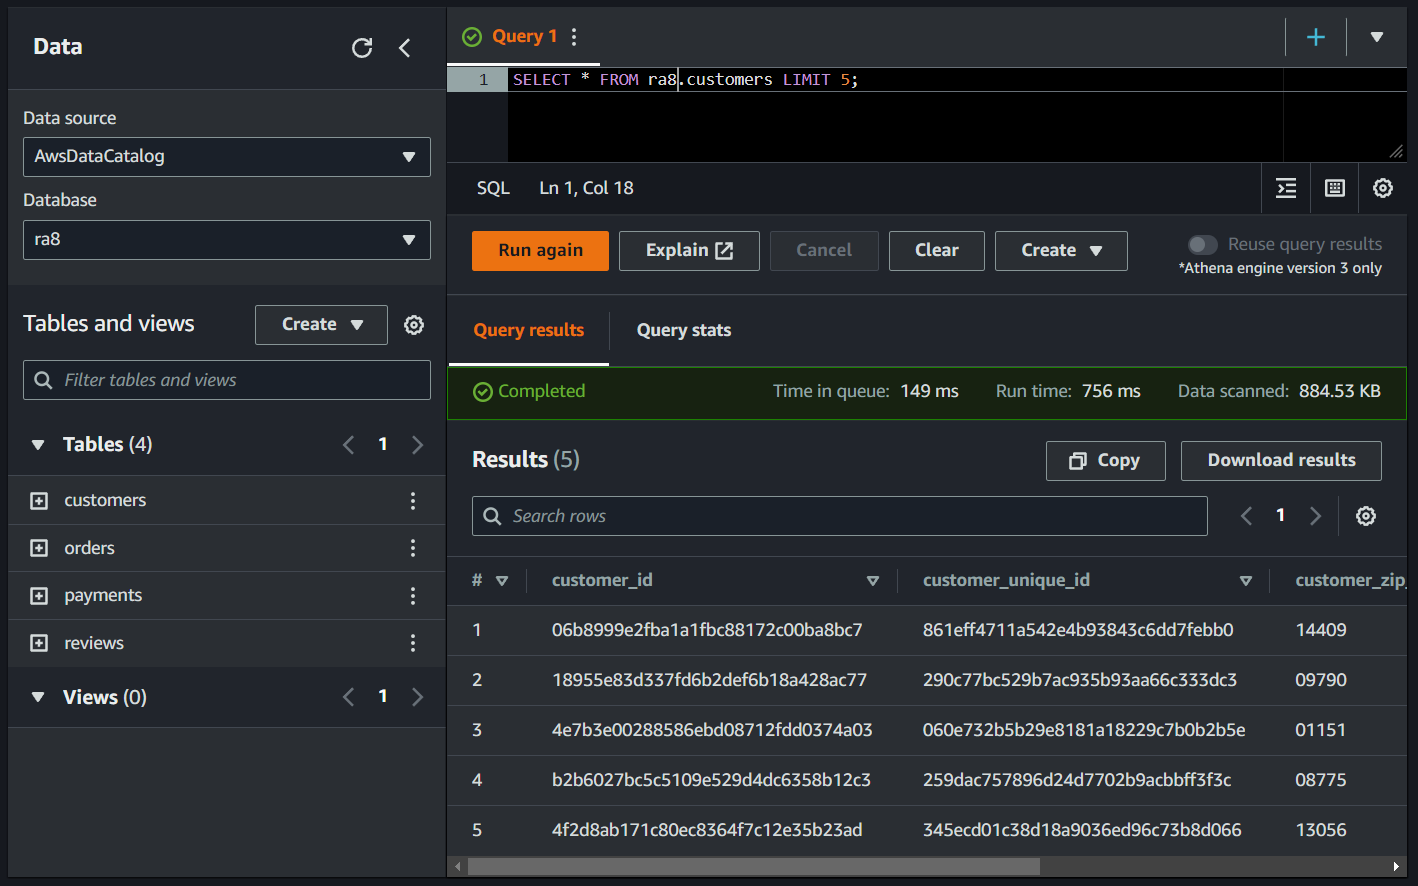 Data
Data source
AwsDataCatalog
Database
ra8
Tables and views
Create
Filter tables and views
Tables (4)
1
customers
orders
payments
reviews
Views (0)
1
Query 1
1 SELECT * FROM ra8.customers LIMIT 5;
SQL Ln 1, Col 18
Run again Explain Cancel Clear Create
Reuse query results
*Athena engine version 3 only
Query results Query stats
Completed Time in queue: 149 ms Run time: 756 ms Data scanned: 884.53 KB
Results (5) Copy Download results
Search rows 1
# customer_id customer_unique_id customer_zip_
1 06b8999e2fba1a1fbc88172c00ba8bc7 861eff4711a542e4b93843c6dd7febb0 14409
2 18955e83d337fd6b2def6b18a428ac77 290c77bc529b7ac935b93aa66c333dc3 09790
3 4e7b3e00288586ebd08712fdd0374a03 060e732b5b29e8181a18229c7b0b2b5e 01151
4 b2b6027bc5c5109e529d4dc6358b12c3 259dac757896d24d7702b9acbbff3f3c 08775
5 4f2d8ab171c80ec8364f7c12e35b23ad 345ecd01c38d18a9036ed96c73b8d066 13056